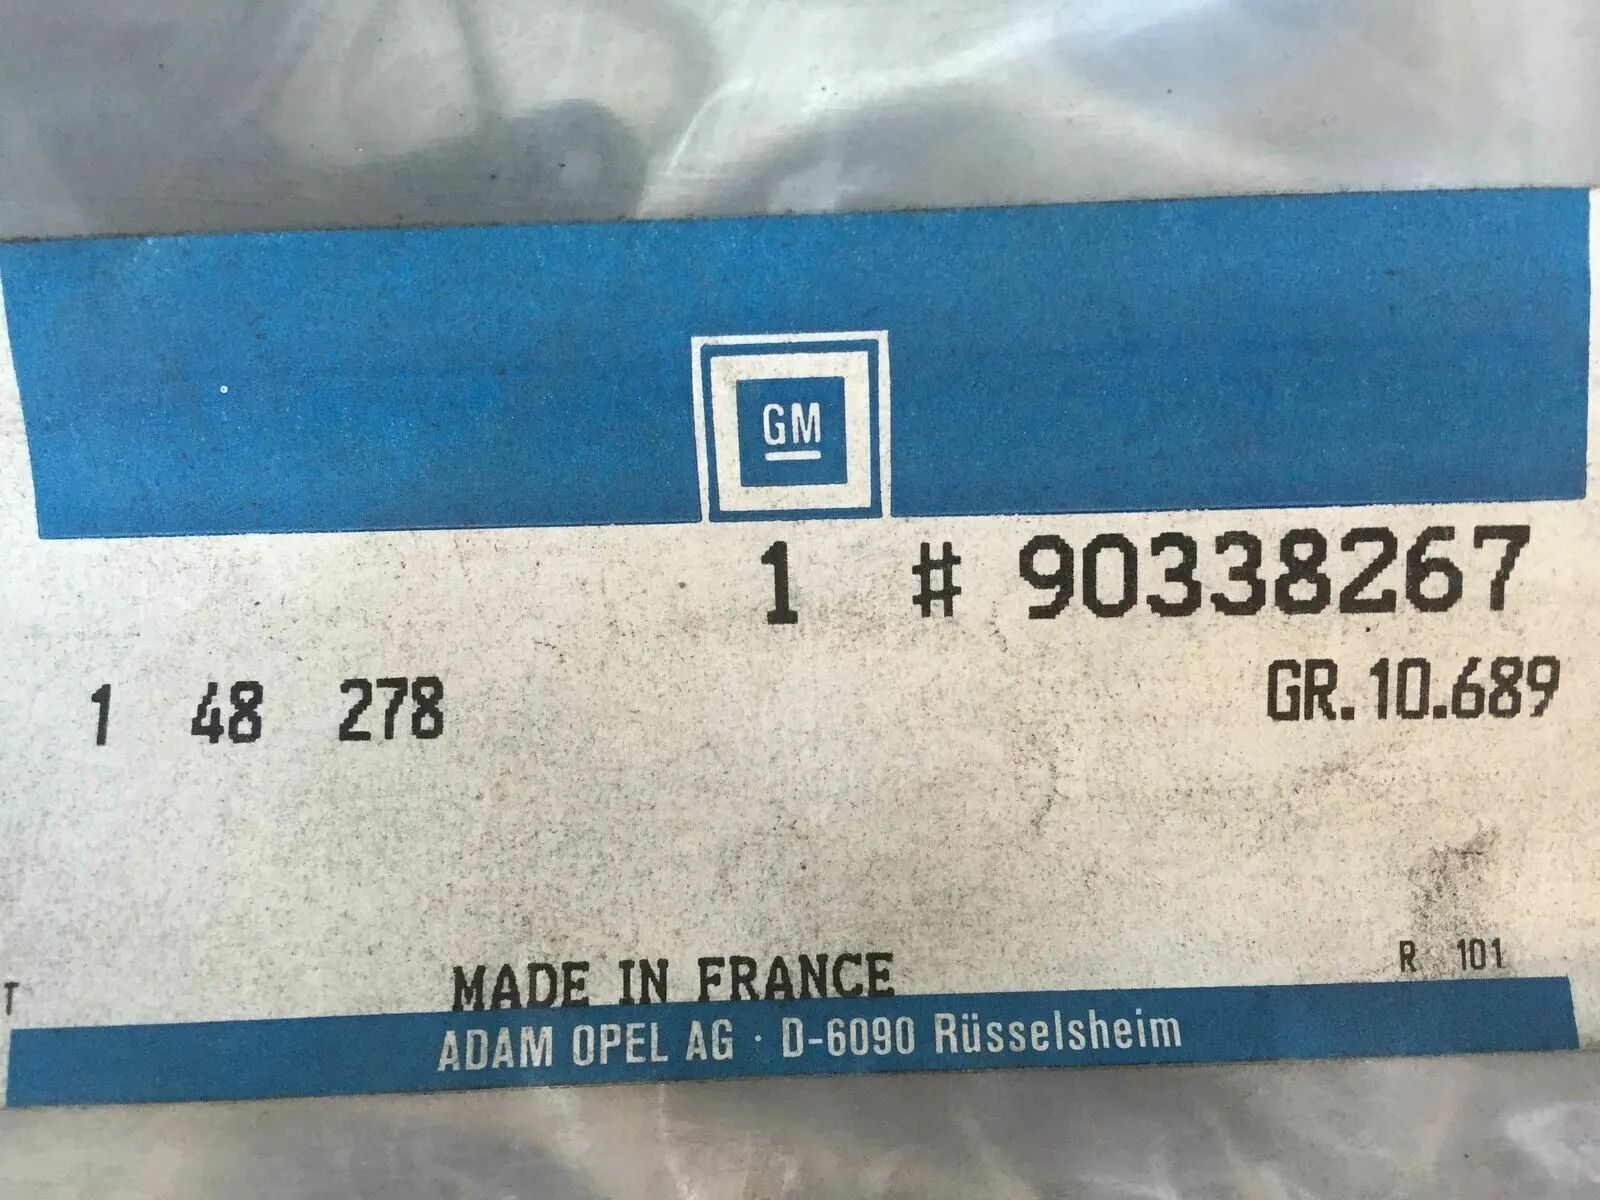 GM
1 # 90338267
1 48 278 GR.10.689
R 101
T
MADE IN FRANCE
ADAM OPEL AG · D-6090 Rüsselsheim